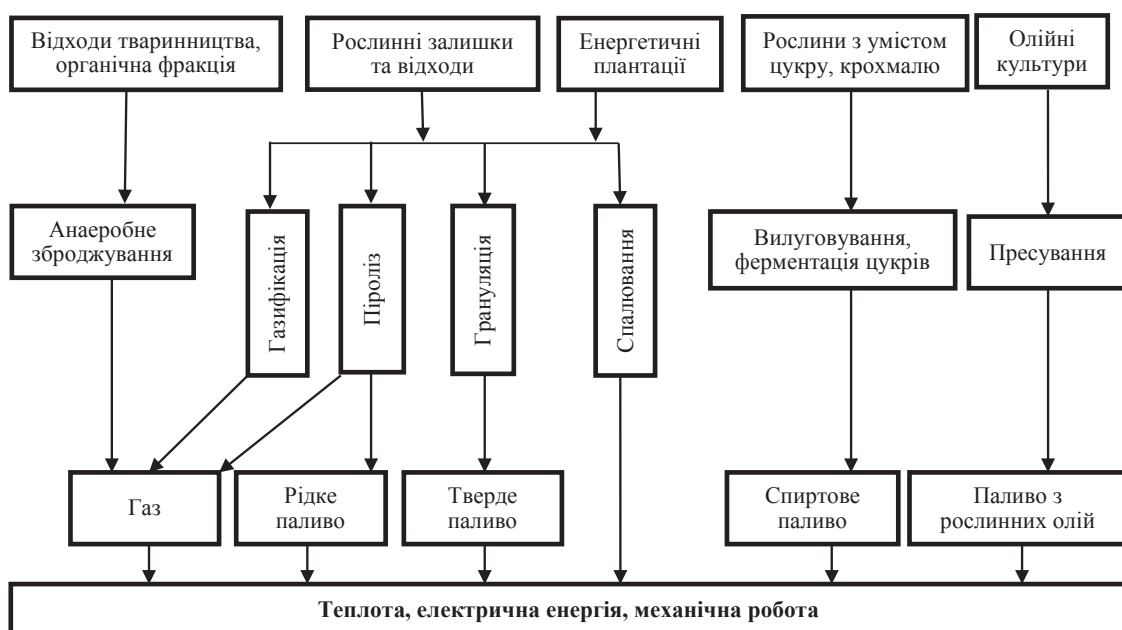 Відходи тваринництва,
органічна фракція
Рослинні залишки
та відходи
Енергетичні
плантації
Рослини з умістом
цукру, крохмалю
Олійні
культури
Анаеробне
зброджування
Газифікація
Піроліз
Грануляція
Спалювання
Вилуговування,
ферментація цукрів
Пресування
Газ
Рідке
паливо
Тверде
паливо
Спиртове
паливо
Паливо з
рослинних олій
Теплота, електрична енергія, механічна робота